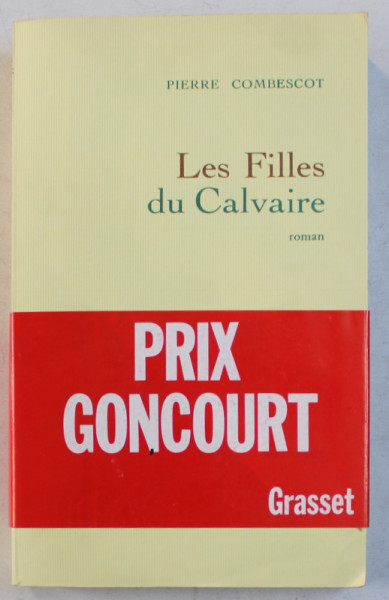 PIERRE COMBESCOT
Les Filles
du Calvaire
roman
PRIX
GONCOURT
Grasset